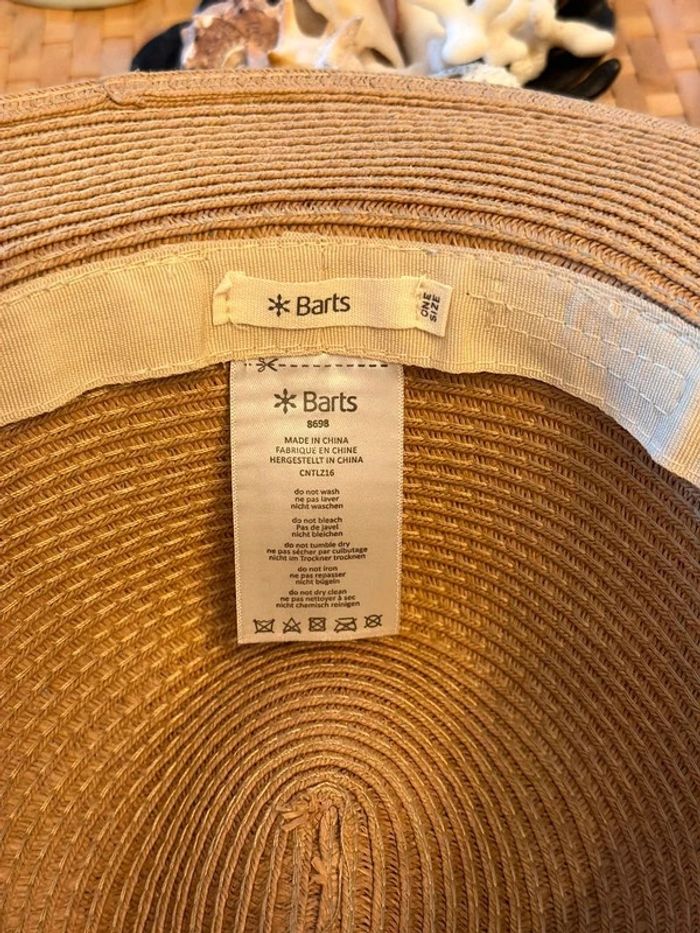 Barts
ONE
SIZE
Barts
8698
MADE IN CHINA
FABRIQUÉ EN CHINE
HERGESTELLT IN CHINA
CNTLZ16
do not wash
ne pas laver
nicht waschen
do not bleach
Pas de javel
nicht bleichen
do not tumble dry
ne pas sécher par culbutage
nicht im Trockner trocknen
do not iron
ne pas repasser
nicht bügeln
do not dry clean
ne pas nettoyer à sec
nicht chemisch reinigen